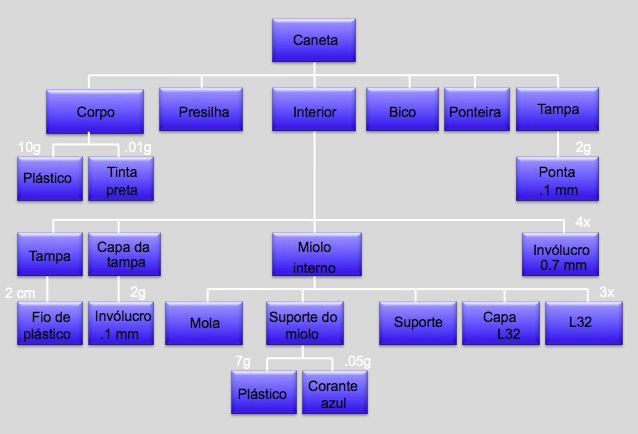 Caneta
Corpo
Presilha
Interior
Bico
Ponteira
Tampa
10g
.01g
2g
Plástico
Tinta
preta
Ponta
.1 mm
4x
Tampa
Capa da
tampa
Miolo
interno
Invólucro
0.7 mm
2 cm
2g
3x
Fio de
plástico
Invólucro
.1 mm
Mola
Suporte do
miolo
Suporte
Capa
L32
L32
7g
.05g
Plástico
Corante
azul